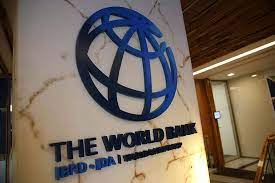 THE WORLD BANK
IBRD • IDA |